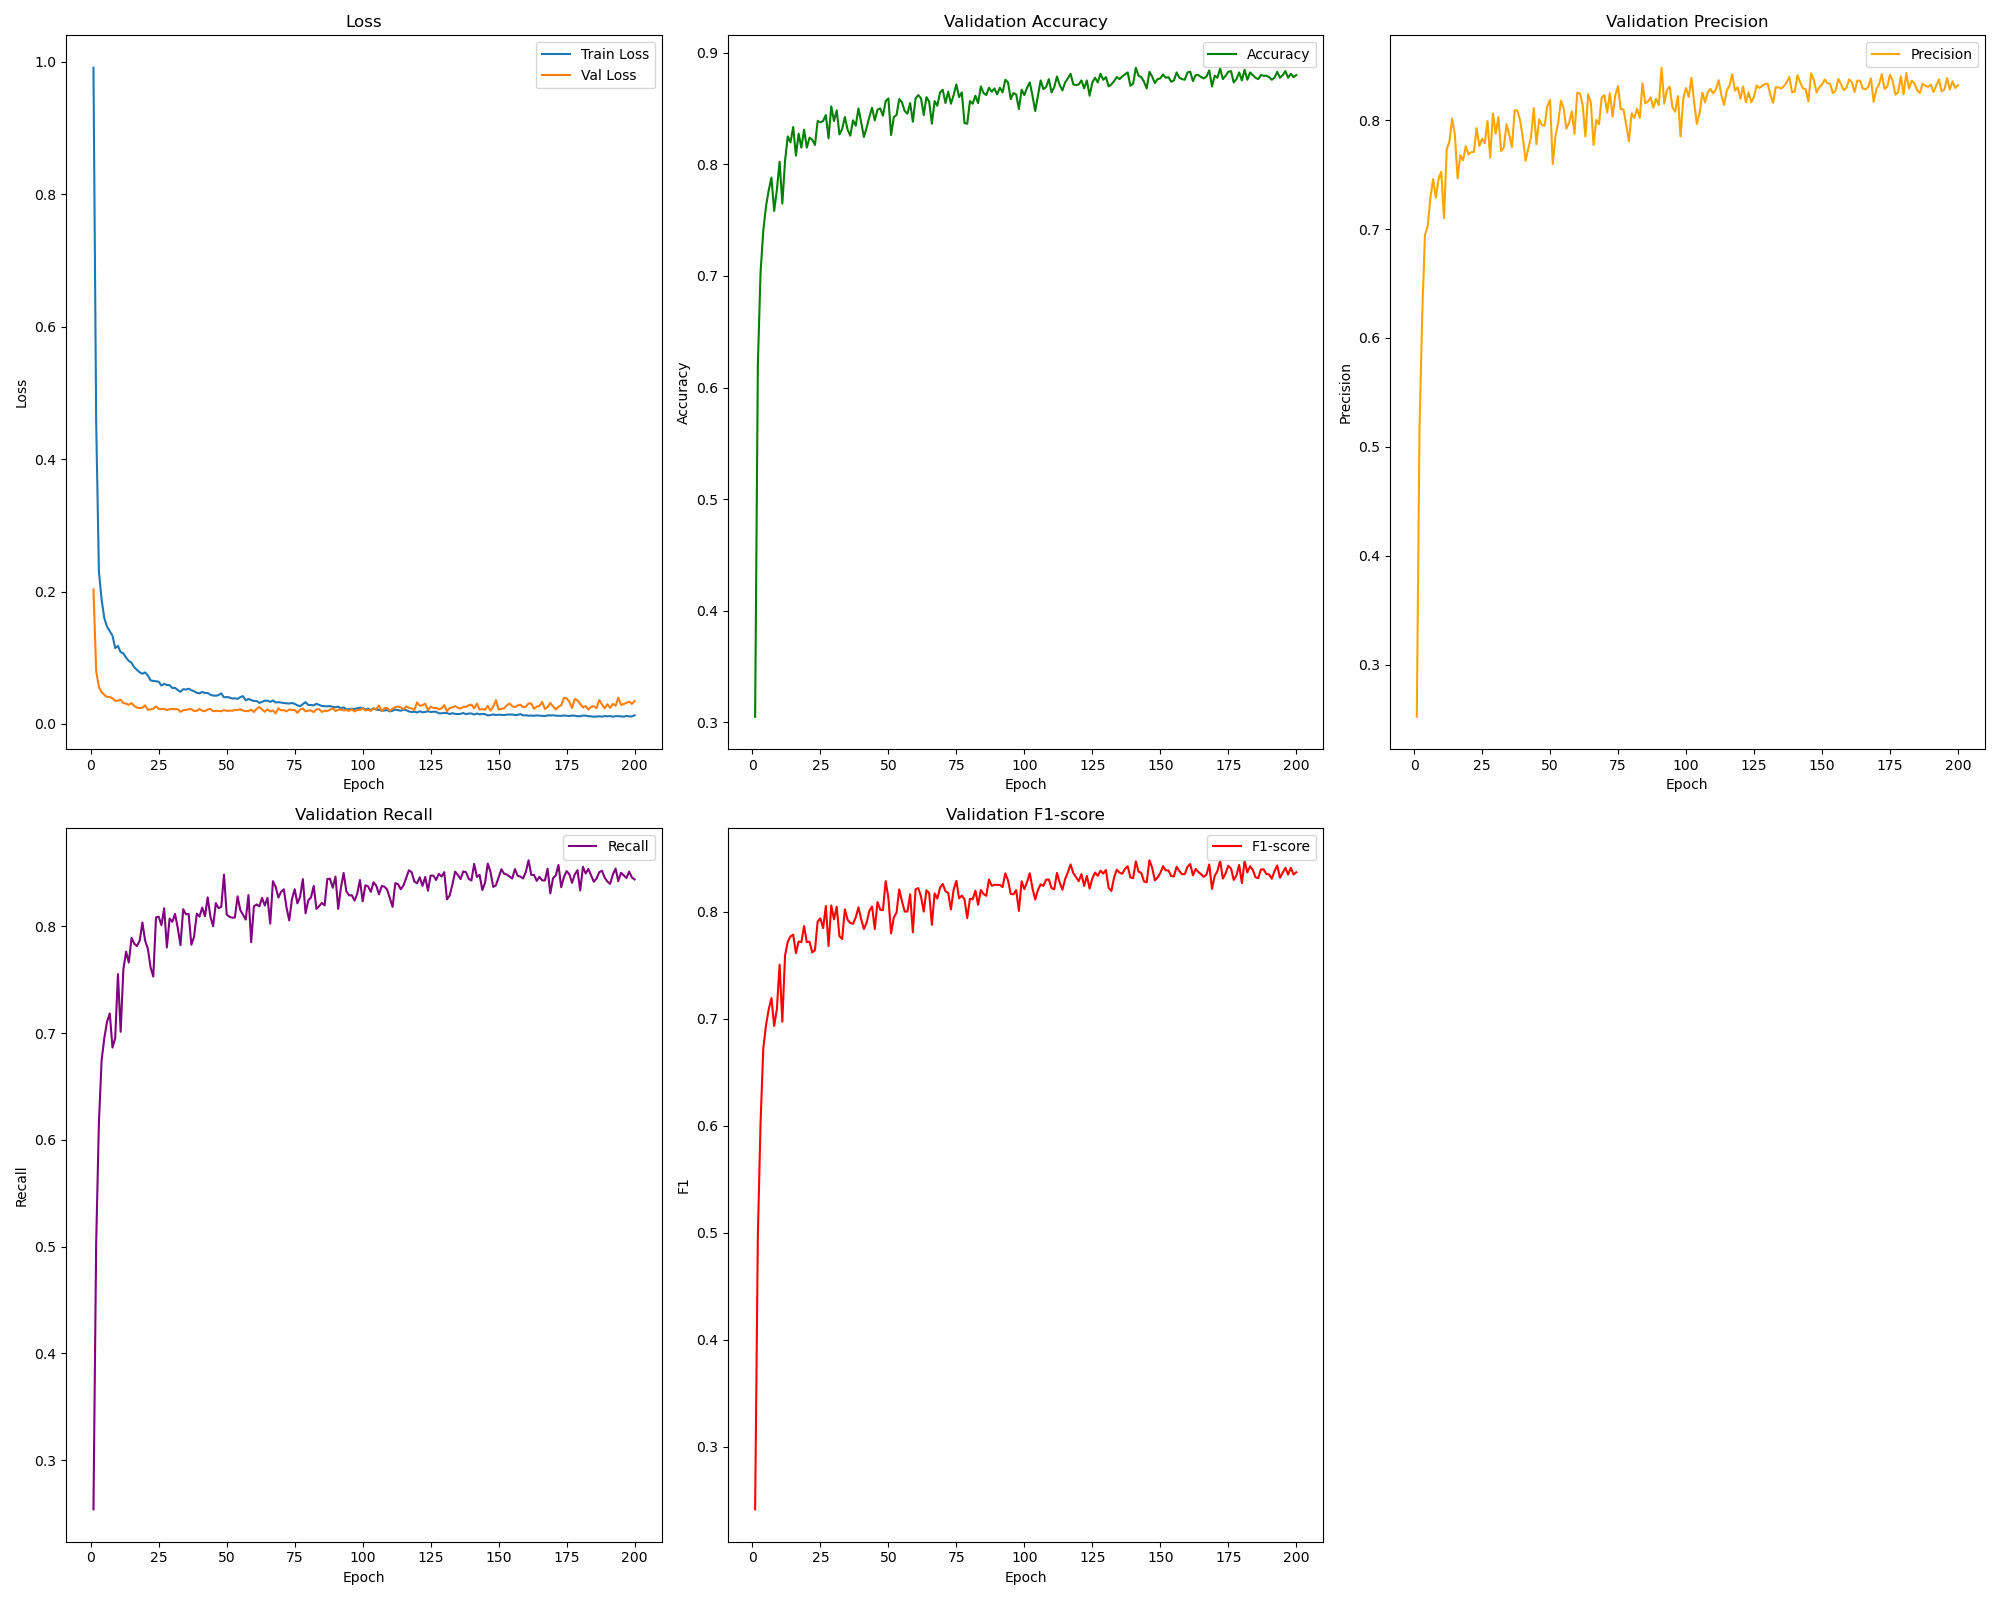 Loss
Train Loss
Val Loss
1.0
0.8
0.6
0.4
0.2
0.0
Loss
0 25 50 75 100 125 150 175 200
Epoch
Validation Accuracy
Accuracy
0.9
0.8
0.7
0.6
0.5
0.4
0.3
Accuracy
0 25 50 75 100 125 150 175 200
Epoch
Validation Precision
Precision
0.8
0.7
0.6
0.5
0.4
0.3
Precision
0 25 50 75 100 125 150 175 200
Epoch
Validation Recall
Recall
0.8
0.7
0.6
0.5
0.4
0.3
Recall
0 25 50 75 100 125 150 175 200
Epoch
Validation F1-score
F1-score
0.8
0.7
0.6
0.5
0.4
0.3
F1
0 25 50 75 100 125 150 175 200
Epoch